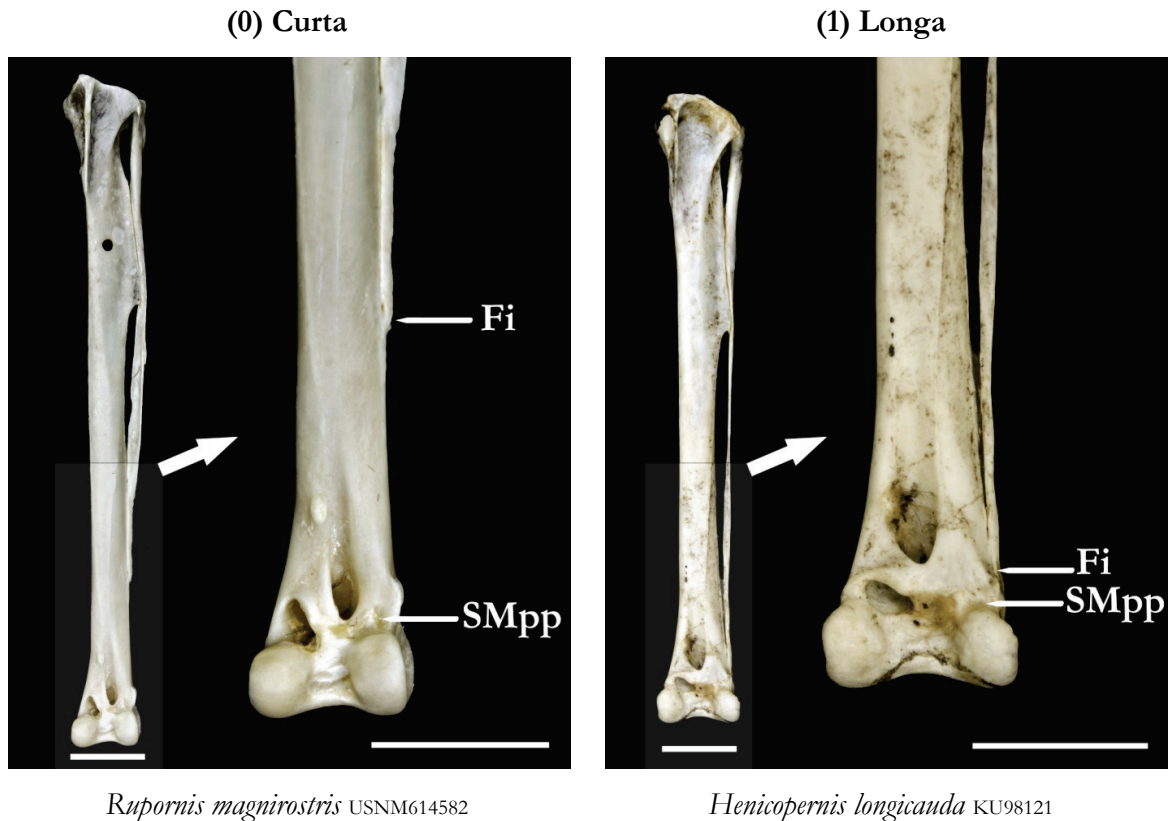 (0) Curta
(1) Longa
Fi
SMpp
Fi
SMpp
Rupornis magnirostris USNM614582
Henicopernis longicauda KU98121